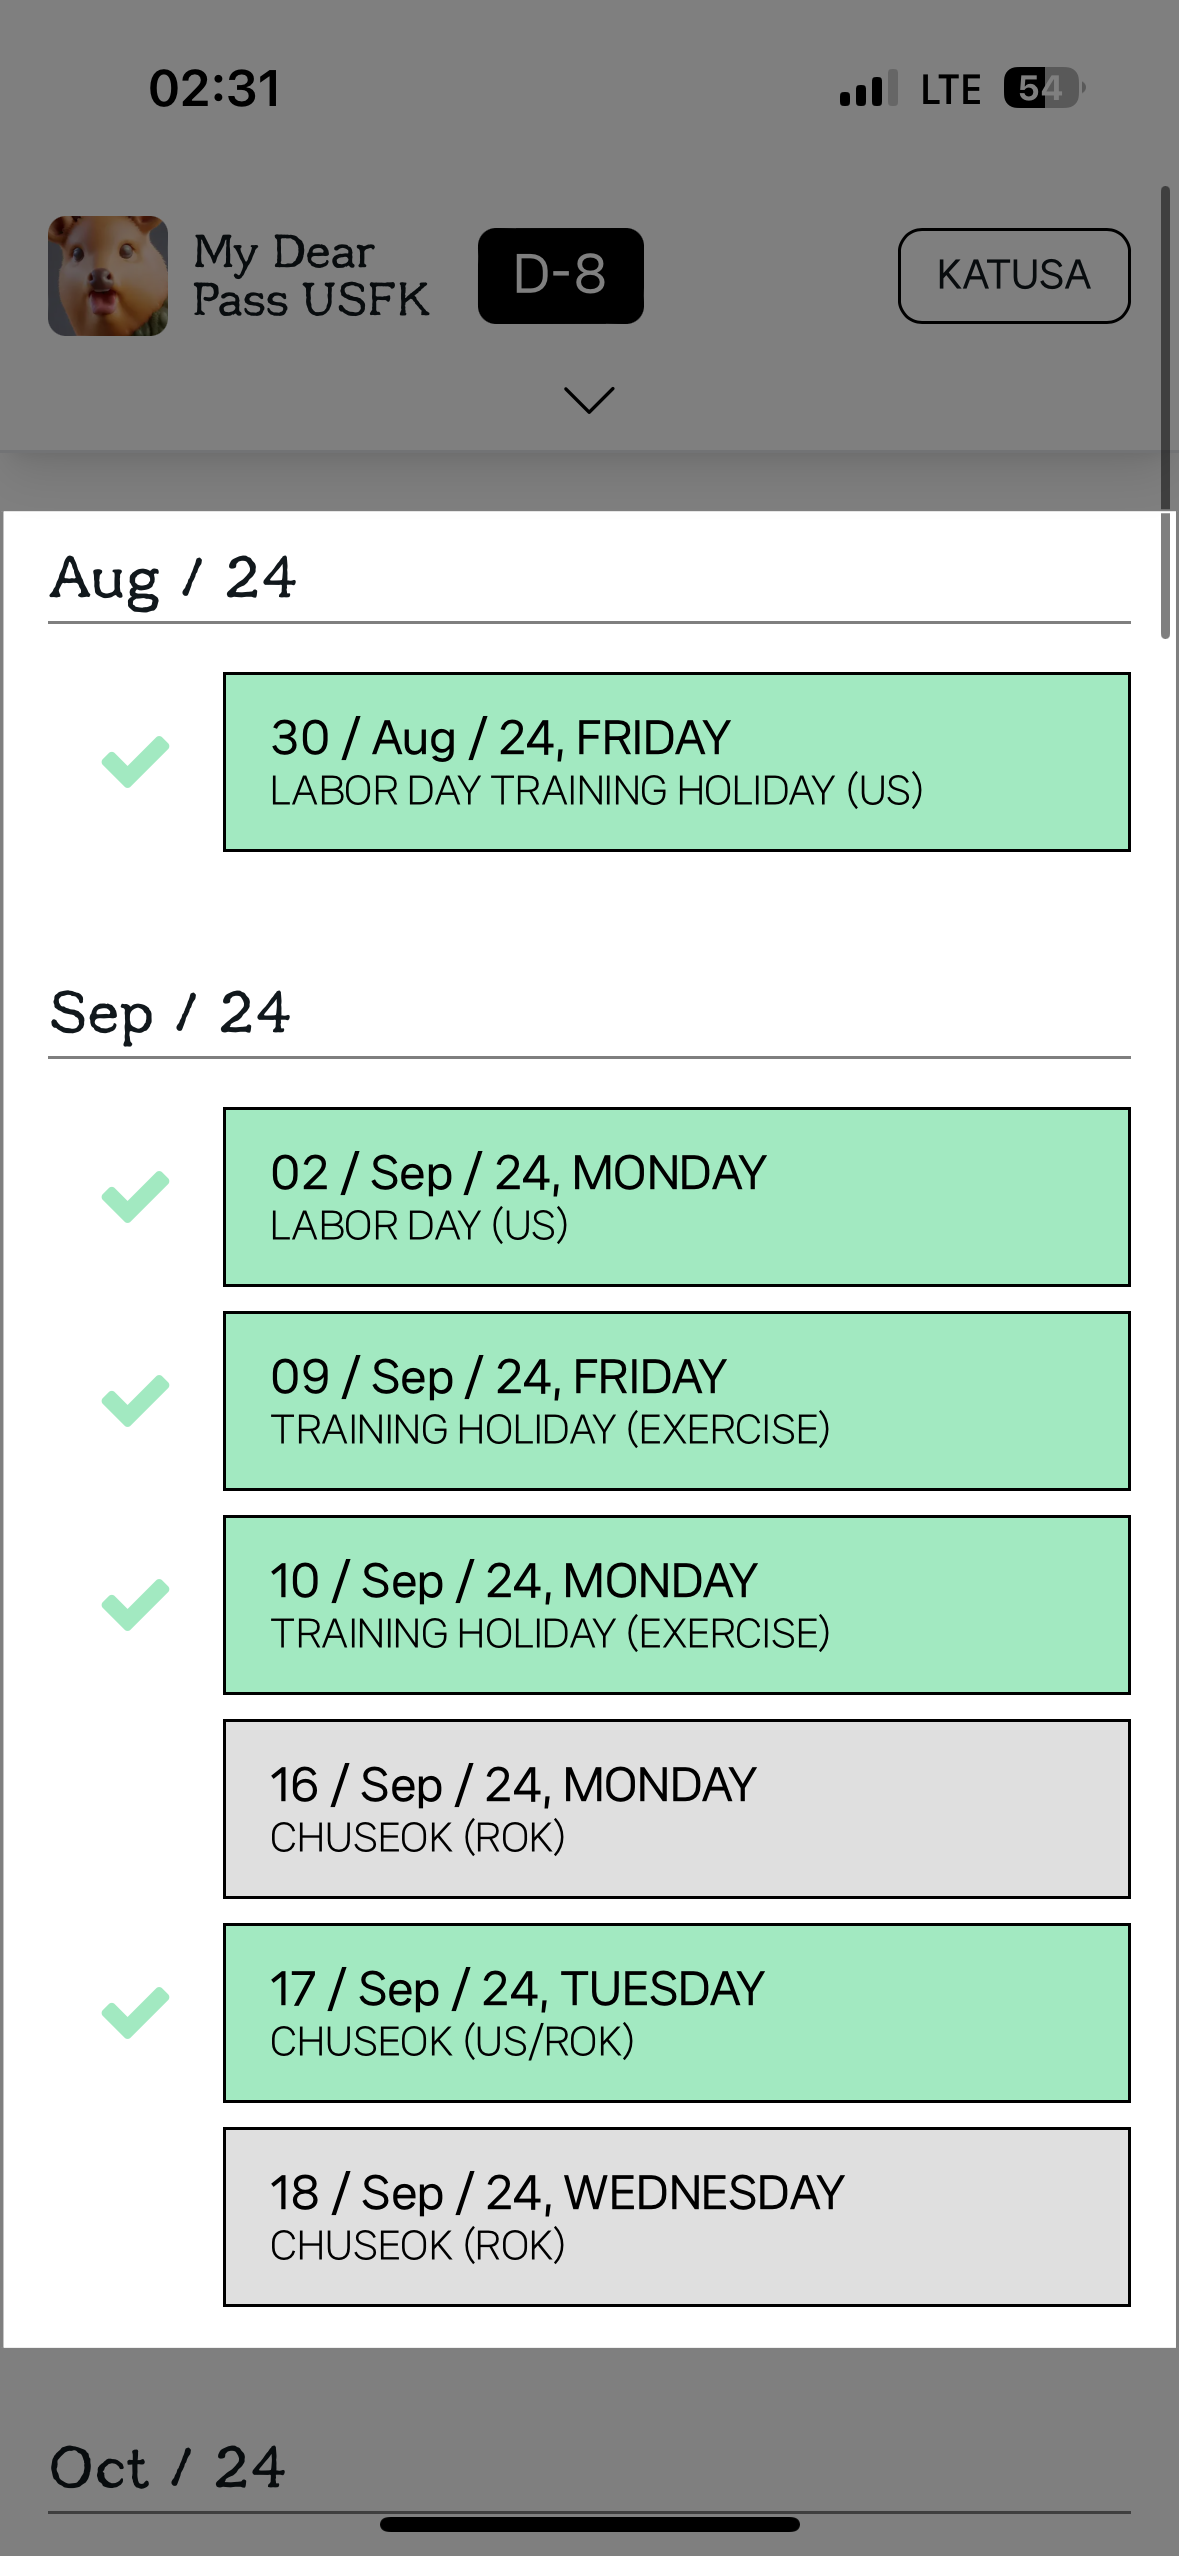 02:31
LTE 54
My Dear
Pass USFK
D-8
KATUSA
Aug / 24
30 / Aug / 24, FRIDAY
LABOR DAY TRAINING HOLIDAY (US)
Sep / 24
02 / Sep / 24, MONDAY
LABOR DAY (US)
09 / Sep / 24, FRIDAY
TRAINING HOLIDAY (EXERCISE)
10 / Sep / 24, MONDAY
TRAINING HOLIDAY (EXERCISE)
16 / Sep / 24, MONDAY
CHUSEOK (ROK)
17 / Sep / 24, TUESDAY
CHUSEOK (US/ROK)
18 / Sep / 24, WEDNESDAY
CHUSEOK (ROK)
Oct / 24